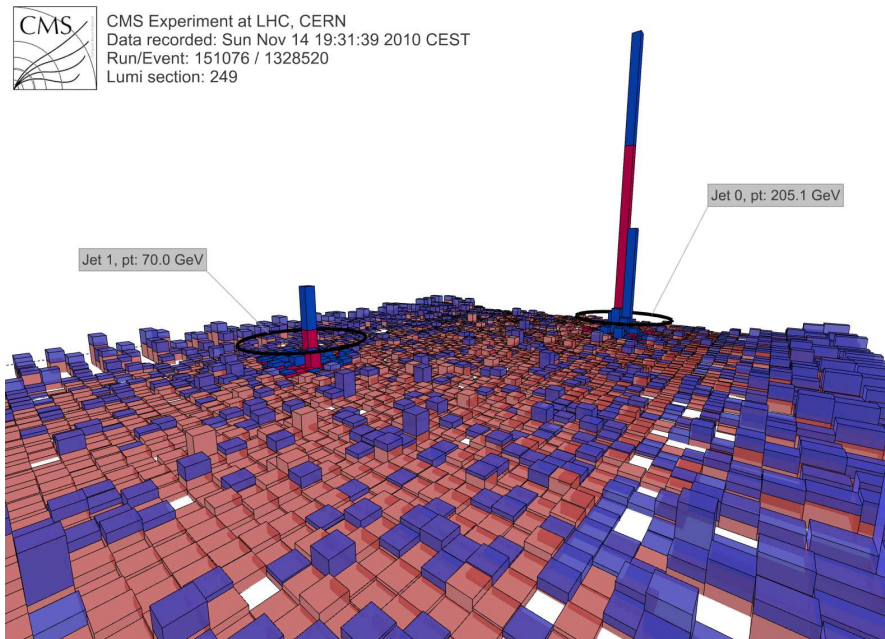 CMS
CMS Experiment at LHC, CERN
Data recorded: Sun Nov 14 19:31:39 2010 CEST
Run/Event: 151076 / 1328520
Lumi section: 249
Jet 0, pt: 205.1 GeV
Jet 1, pt: 70.0 GeV